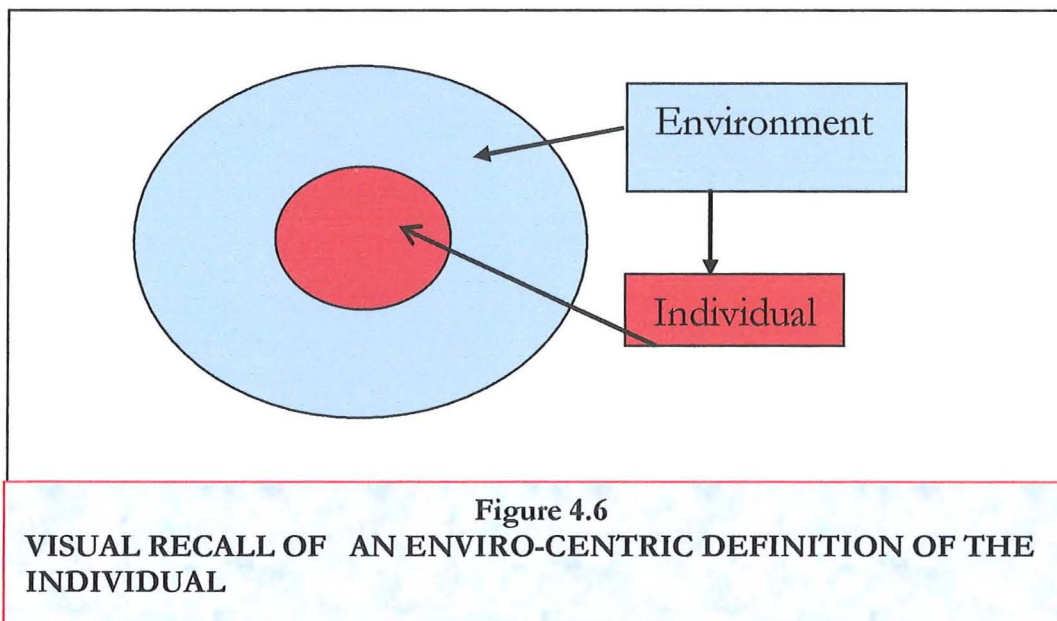 Environment
Individual
Figure 4.6
VISUAL RECALL OF AN ENVIRO-CENTRIC DEFINITION OF THE
INDIVIDUAL